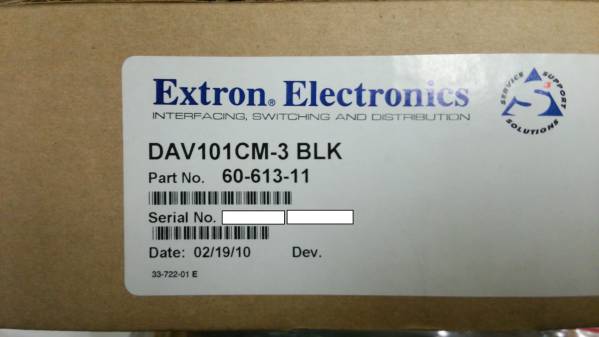 Extron® Electronics
INTERFACING, SWITCHING AND DISTRIBUTION
SERVICE SUPPORT SOLUTIONS
DAV101CM-3 BLK
Part No. 60-613-11
Serial No.
Date: 02/19/10 Dev.
33-722-01 E